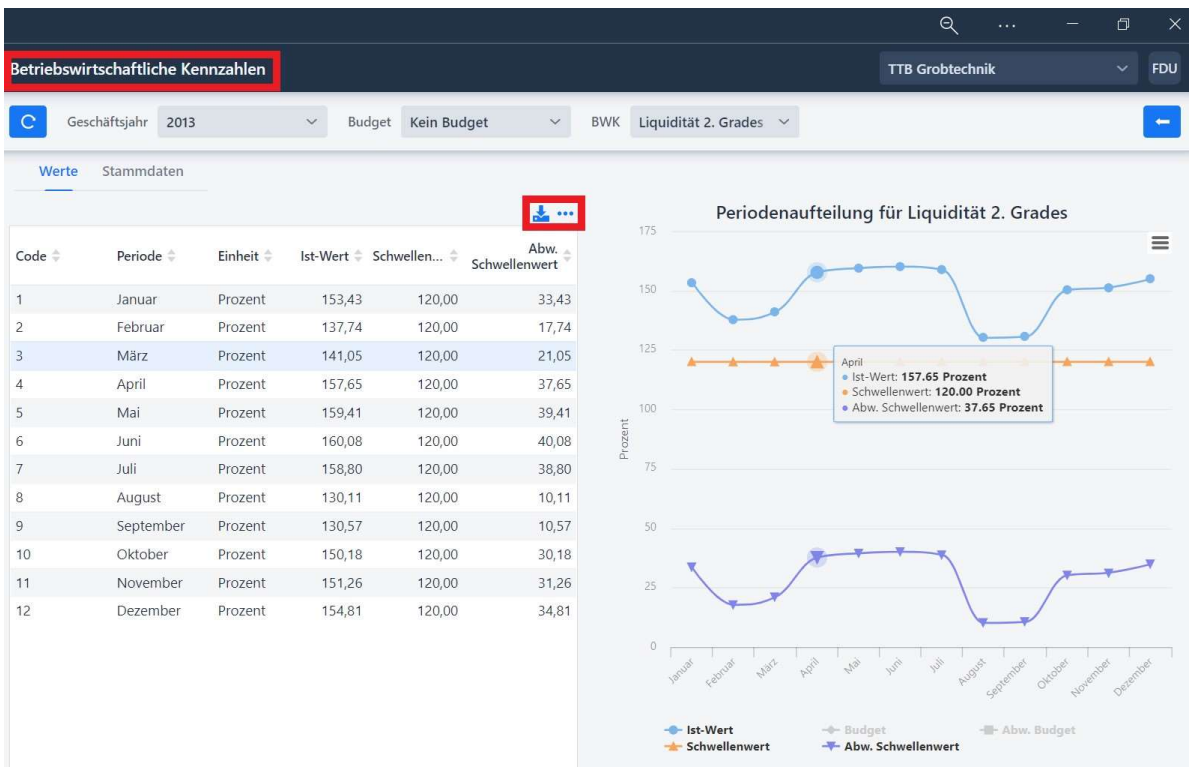 Betriebswirtschaftliche Kennzahlen TTB Grobtechnik FDU
Geschäftsjahr 2013 Budget Kein Budget BWK Liquidität 2. Grades
Werte Stammdaten
Code Periode Einheit Ist-Wert Schwellen... Abw. Schwellenwert
1 Januar Prozent 153,43 120,00 33,43
2 Februar Prozent 137,74 120,00 17,74
3 März Prozent 141,05 120,00 21,05
4 April Prozent 157,65 120,00 37,65
5 Mai Prozent 159,41 120,00 39,41
6 Juni Prozent 160,08 120,00 40,08
7 Juli Prozent 158,80 120,00 38,80
8 August Prozent 130,11 120,00 10,11
9 September Prozent 130,57 120,00 10,57
10 Oktober Prozent 150,18 120,00 30,18
11 November Prozent 151,26 120,00 31,26
12 Dezember Prozent 154,81 120,00 34,81
Periodenaufteilung für Liquidität 2. Grades
175
150
125
100
75
50
25
0
Prozent
April
Ist-Wert: 157.65 Prozent
Schwellenwert: 120.00 Prozent
Abw. Schwellenwert: 37.65 Prozent
Januar Februar März April Mai Juni Juli August September Oktober November Dezember
Ist-Wert Budget Abw. Budget
Schwellenwert Abw. Schwellenwert